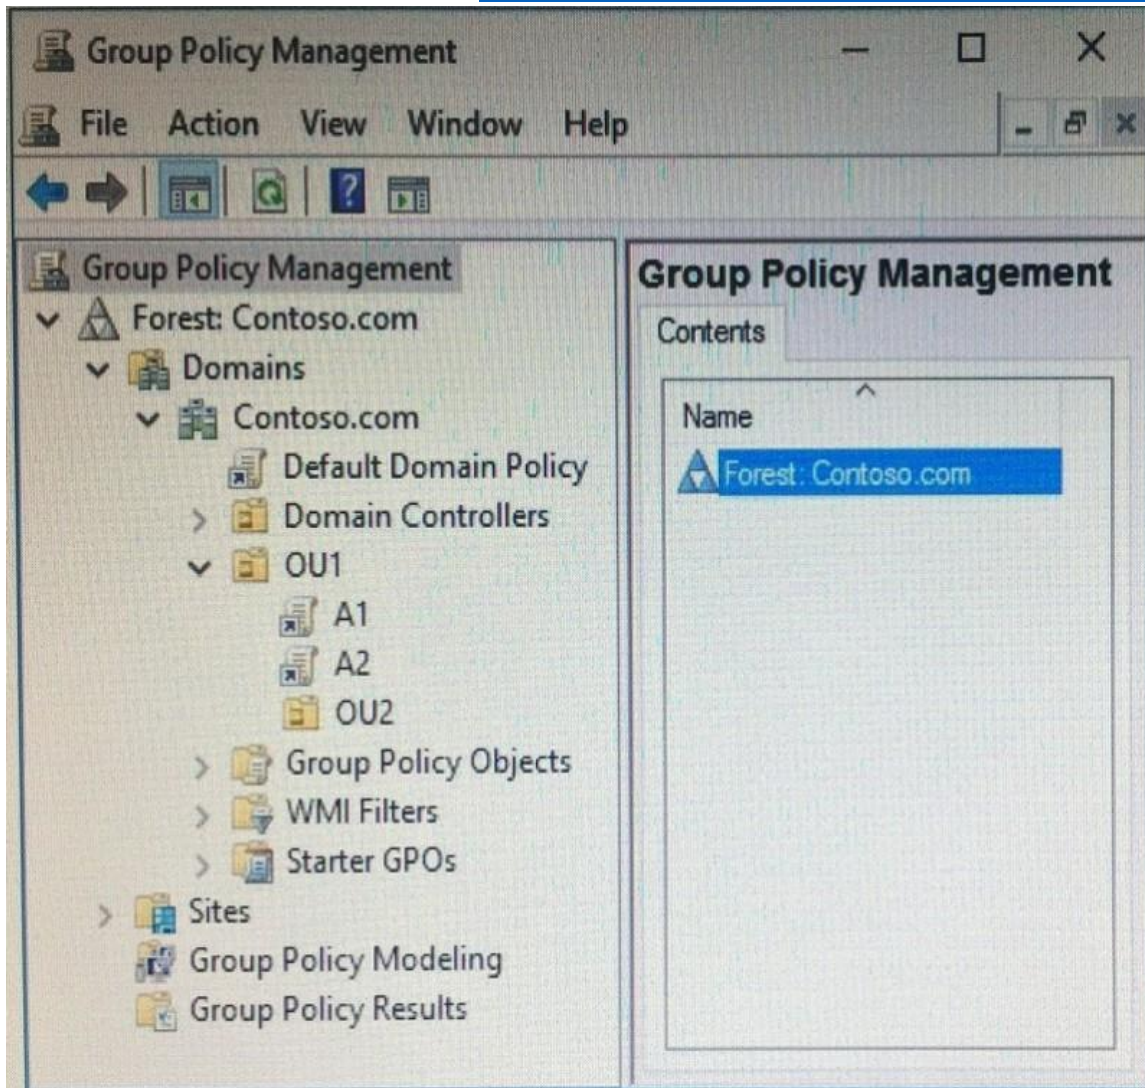 Group Policy Management
File Action View Window Help
?
Group Policy Management
Forest: Contoso.com
Domains
Contoso.com
Default Domain Policy
Domain Controllers
OU1
A1
A2
OU2
Group Policy Objects
WMI Filters
Starter GPOs
Sites
Group Policy Modeling
Group Policy Results
Group Policy Management
Contents
Name
Forest: Contoso.com